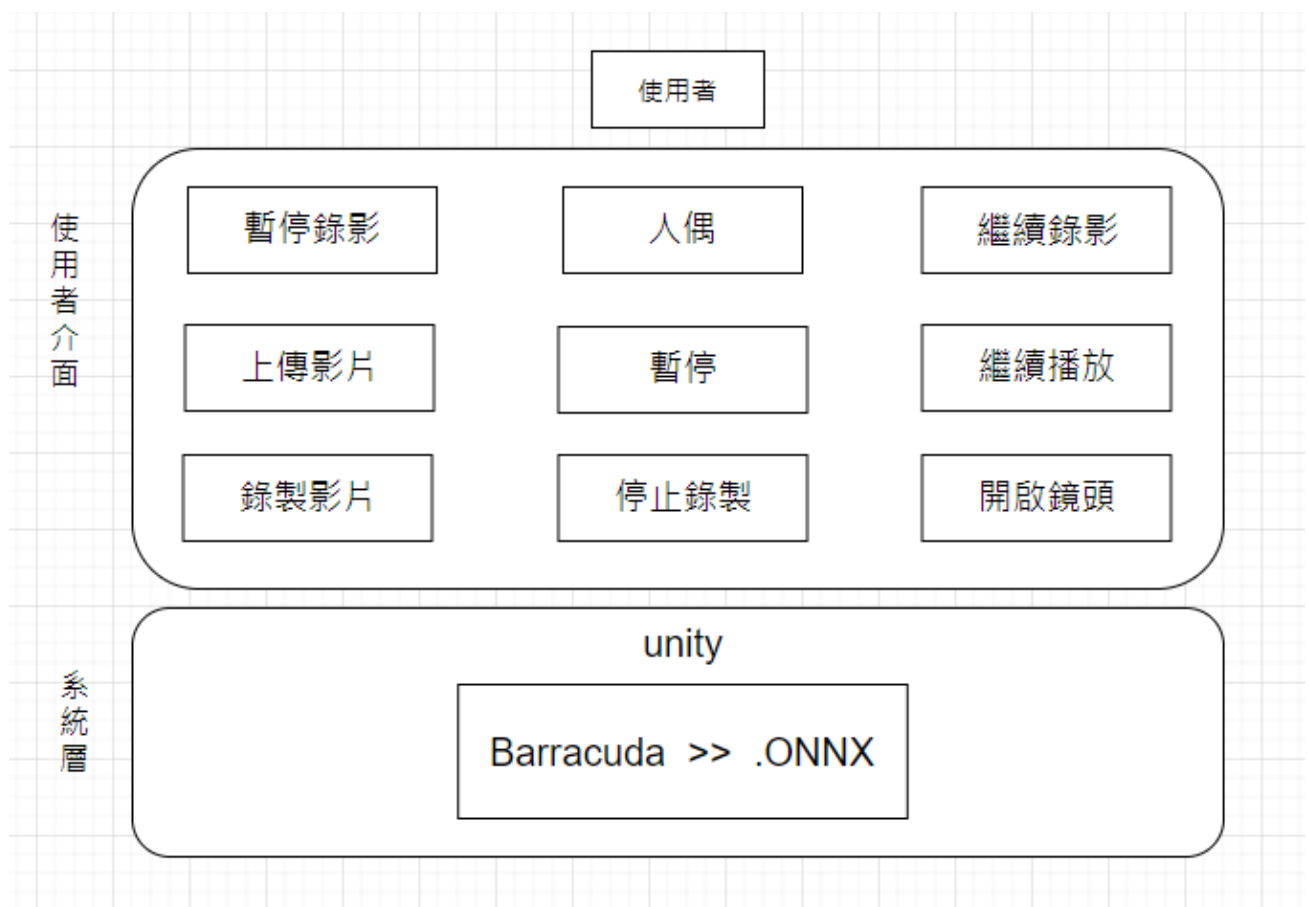 使用者
使用者介面
暫停錄影
人偶
繼續錄影
上傳影片
暫停
繼續播放
錄製影片
停止錄製
開啟鏡頭
系統層
unity
Barracuda >> .ONNX